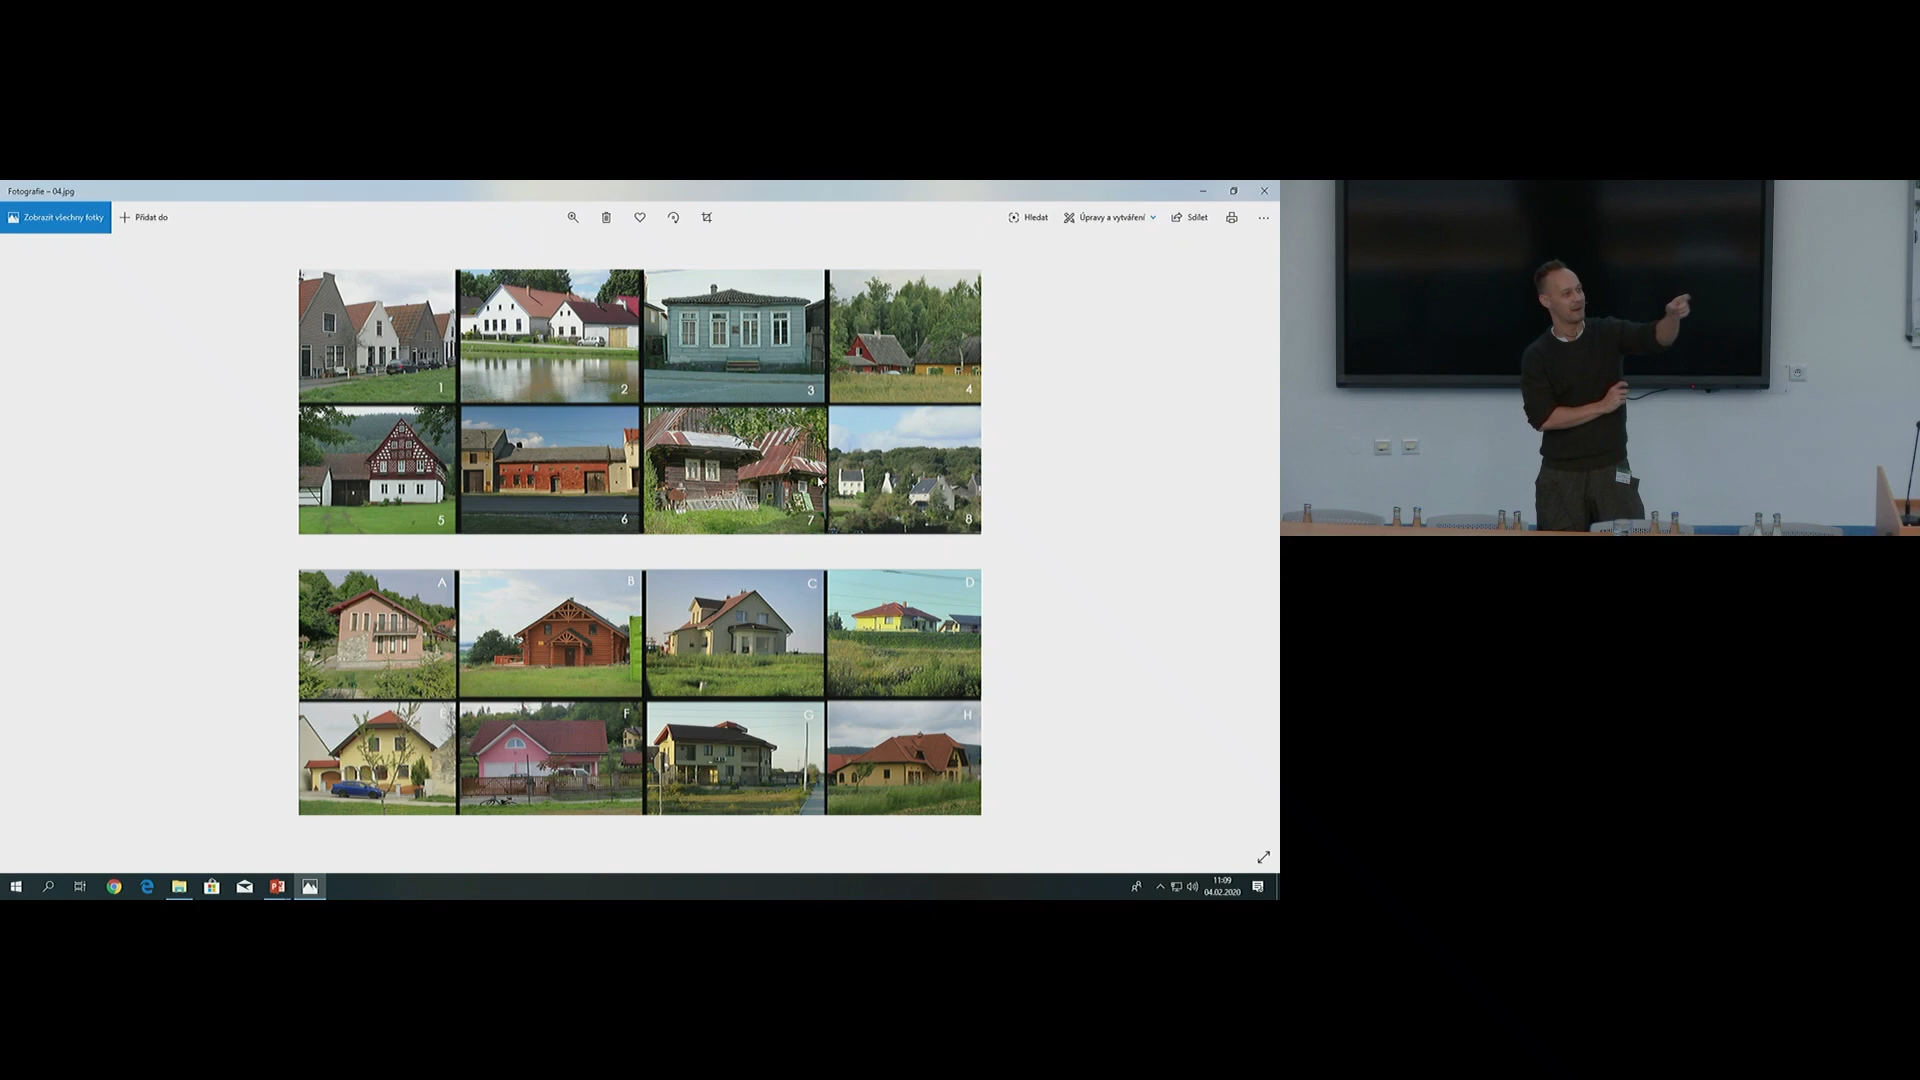 Fotografie – 04.jpg
Zobrazit všechny fotky
Přidat do
Hledat
Úpravy a vytváření
Sdílet
1
2
3
4
5
6
7
8
A
B
C
D
E
F
G
H
11:09
04.02.2020